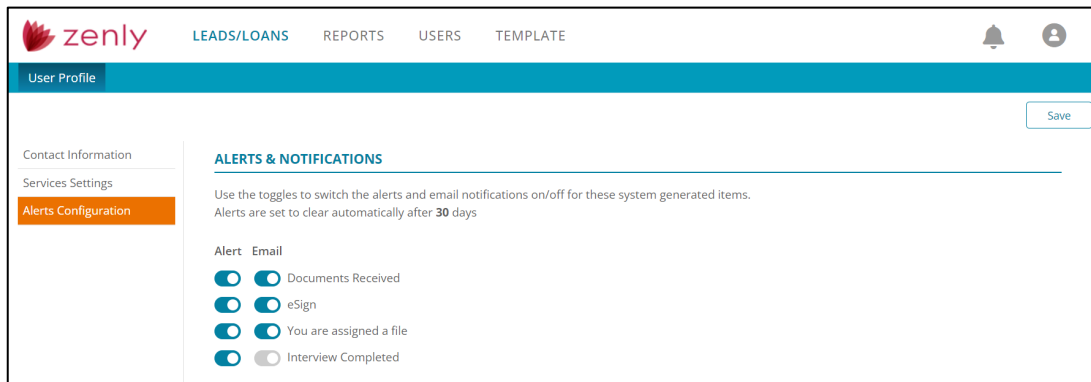 zenly LEADS/LOANS REPORTS USERS TEMPLATE
User Profile
Save
Contact Information
Services Settings
Alerts Configuration
ALERTS & NOTIFICATIONS
Use the toggles to switch the alerts and email notifications on/off for these system generated items.
Alerts are set to clear automatically after 30 days
Alert Email
Documents Received
eSign
You are assigned a file
Interview Completed